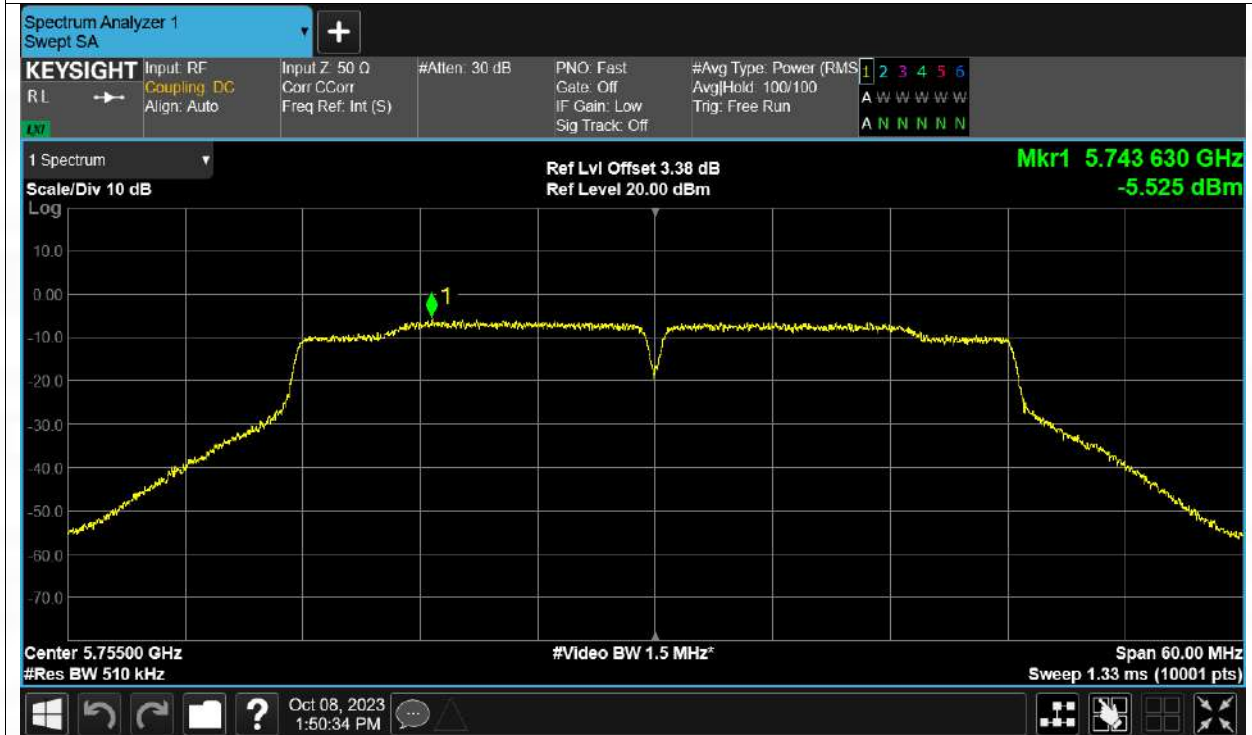 Spectrum Analyzer 1
Swept SA
+
KEYSIGHT
RL
LXI
Input: RF
Coupling: DC
Align: Auto
Input Z: 50 Ω
Corr CCorr
Freq Ref: Int (S)
#Atten: 30 dB
PNO: Fast
Gate: Off
IF Gain: Low
Sig Track: Off
#Avg Type: Power (RMS
Avg|Hold: 100/100
Trig: Free Run
1 2 3 4 5 6
A W W W W W
A N N N N N
1 Spectrum
Scale/Div 10 dB
Log
Ref Lvl Offset 3.38 dB
Ref Level 20.00 dBm
Mkr1 5.743 630 GHz
-5.525 dBm
10.0
0.00
-10.0
-20.0
-30.0
-40.0
-50.0
-60.0
-70.0
1
Center 5.75500 GHz
#Res BW 510 kHz
#Video BW 1.5 MHz*
Span 60.00 MHz
Sweep 1.33 ms (10001 pts)
?
Oct 08, 2023
1:50:34 PM